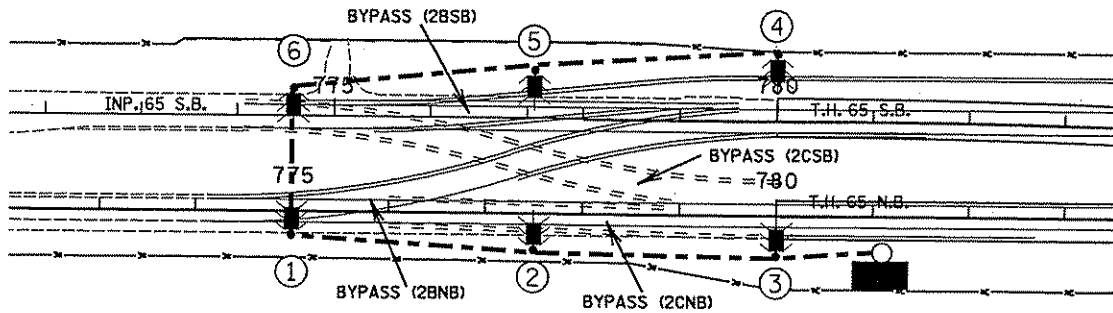 BYPASS (2BSB)
6
5
4
775
780
INP. 65 S.B.
T.H. 65 S.B.
BYPASS (2CSB)
775
780
T.H. 65 N.B.
1
2
3
BYPASS (2BNB)
BYPASS (2CNB)